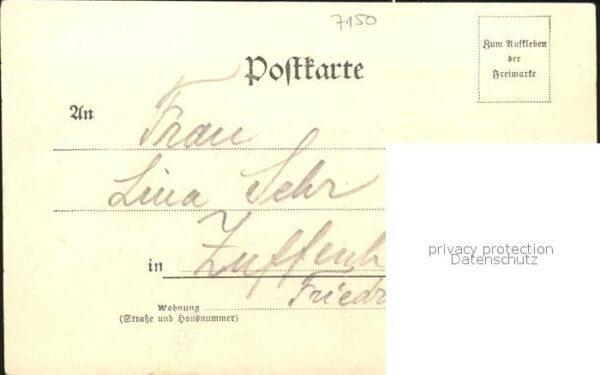 7150
Postkarte
Zum Aufkleben
der
Freimarke
An Frau
Lina Sehr
in Zuffenh
Friedr
Wohnung
(Straße und Hausnummer)
privacy protection
Datenschutz